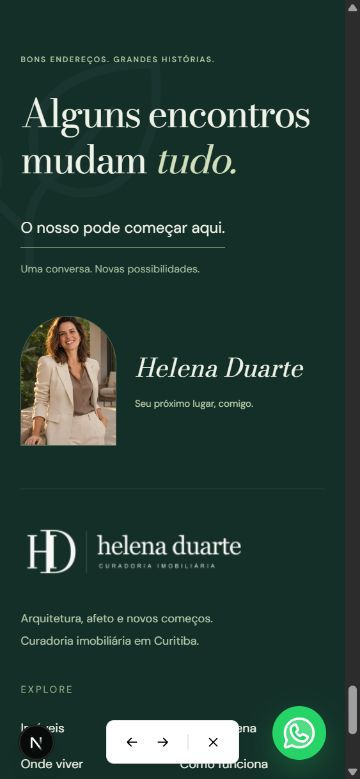 BONS ENDEREÇOS. GRANDES HISTÓRIAS.
Alguns encontros
mudam tudo.
O nosso pode começar aqui.
Uma conversa. Novas possibilidades.
Helena Duarte
Seu próximo lugar, comigo.
HD helena duarte
CURADORIA IMOBILIÁRIA
Arquitetura, afeto e novos começos.
Curadoria imobiliária em Curitiba.
EXPLORE
N
Onde viver
Como funciona